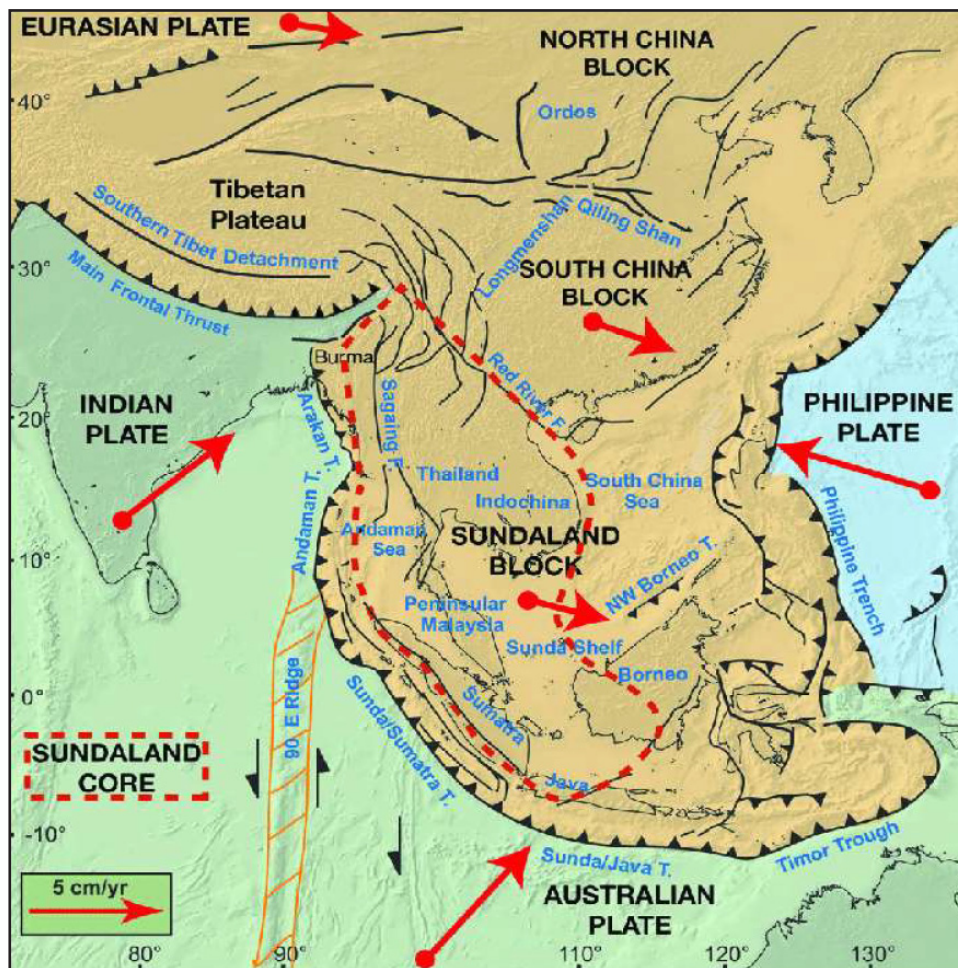 EURASIAN PLATE
NORTH CHINA
BLOCK
40°
Ordos
Tibetan
Plateau
Southern Tibet Detachment
Longmenshan
Qiling Shan
30°
Main Frontal Thrust
SOUTH CHINA
BLOCK
Burma
Red River F.
20°
INDIAN
PLATE
Arakan T.
Sagaing F.
PHILIPPINE
PLATE
Thailand
Indochina
South China
Sea
Andaman T.
Andaman
Sea
10°
SUNDALAND
BLOCK
Philippine Trench
NW Borneo T.
Peninsular
Malaysia
Sunda Shelf
Borneo
0°
90 E Ridge
Sunda/Sumatra T.
Sumatra
SUNDALAND
CORE
Java
-10°
Sunda/Java T.
Timor Trough
5 cm/yr
AUSTRALIAN
PLATE
80°
90°
110°
120°
130°